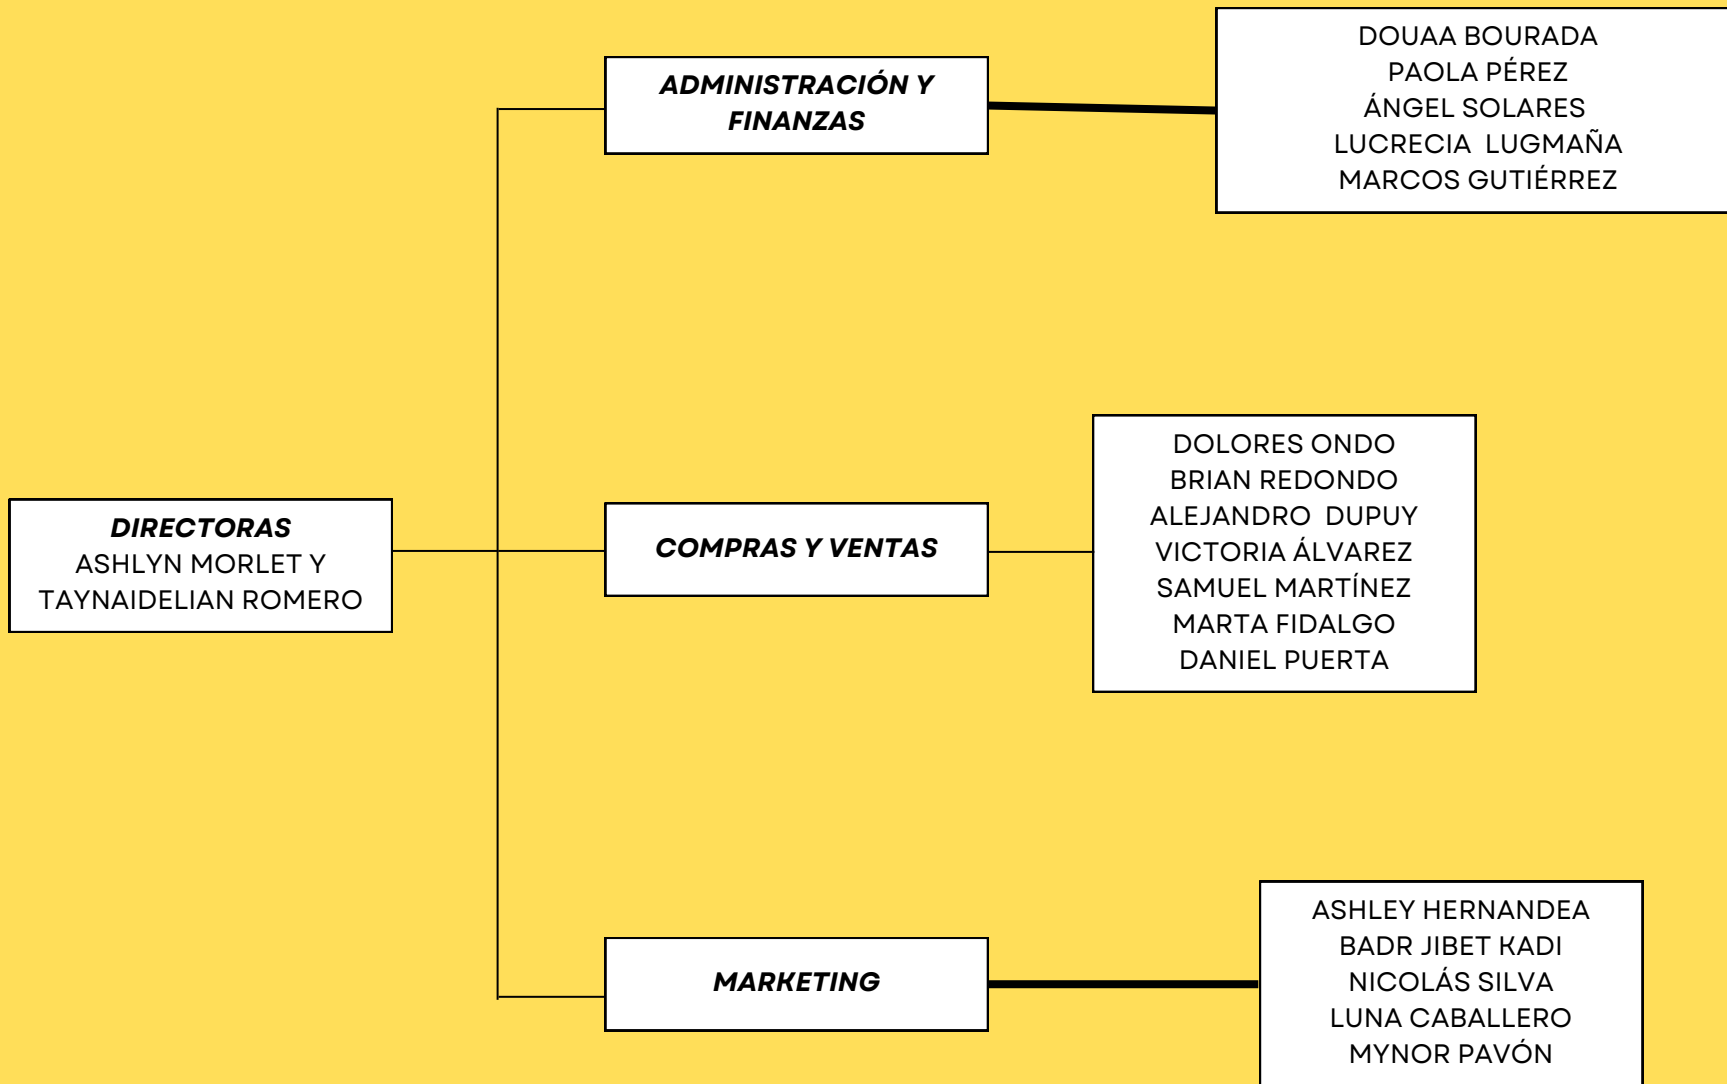 DIRECTORAS
ASHLYN MORLET Y
TAYNAIDELIAN ROMERO
ADMINISTRACIÓN Y
FINANZAS
DOUAA BOURADA
PAOLA PÉREZ
ÁNGEL SOLARES
LUCRECIA LUGMAÑA
MARCOS GUTIÉRREZ
COMPRAS Y VENTAS
DOLORES ONDO
BRIAN REDONDO
ALEJANDRO DUPUY
VICTORIA ÁLVAREZ
SAMUEL MARTÍNEZ
MARTA FIDALGO
DANIEL PUERTA
MARKETING
ASHLEY HERNANDEA
BADR JIBET KADI
NICOLÁS SILVA
LUNA CABALLERO
MYNOR PAVÓN